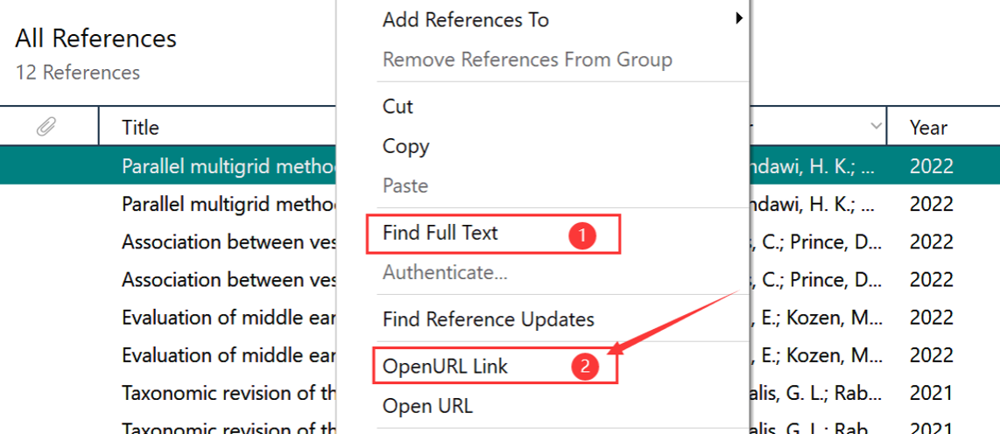 All References
12 References
Title
Year
Parallel multigrid metho
ndawi, H. K.; ...
2022
Parallel multigrid metho
ndawi, H. K.; ...
2022
Association between ves
, C.; Prince, D...
2022
Association between ves
, C.; Prince, D...
2022
Evaluation of middle ear
, E.; Kozen, M...
2022
Evaluation of middle ear
, E.; Kozen, M...
2022
Taxonomic revision of th
alis, G. L.; Rab...
2021
Taxonomic revision of th
alis, G. L.; Rab...
2021
Add References To
Remove References From Group
Cut
Copy
Paste
Find Full Text 1
Authenticate...
Find Reference Updates
OpenURL Link 2
Open URL